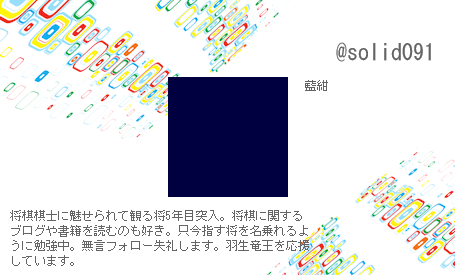 @solid091
藍紺
将棋棋士に魅せられて観る将6年目突入。将棋に関する
ブログや書籍を読むのも好き。只今指す将を名乗れるよ
うに勉強中。無言フォロー失礼します。羽生竜王を応援
しています。